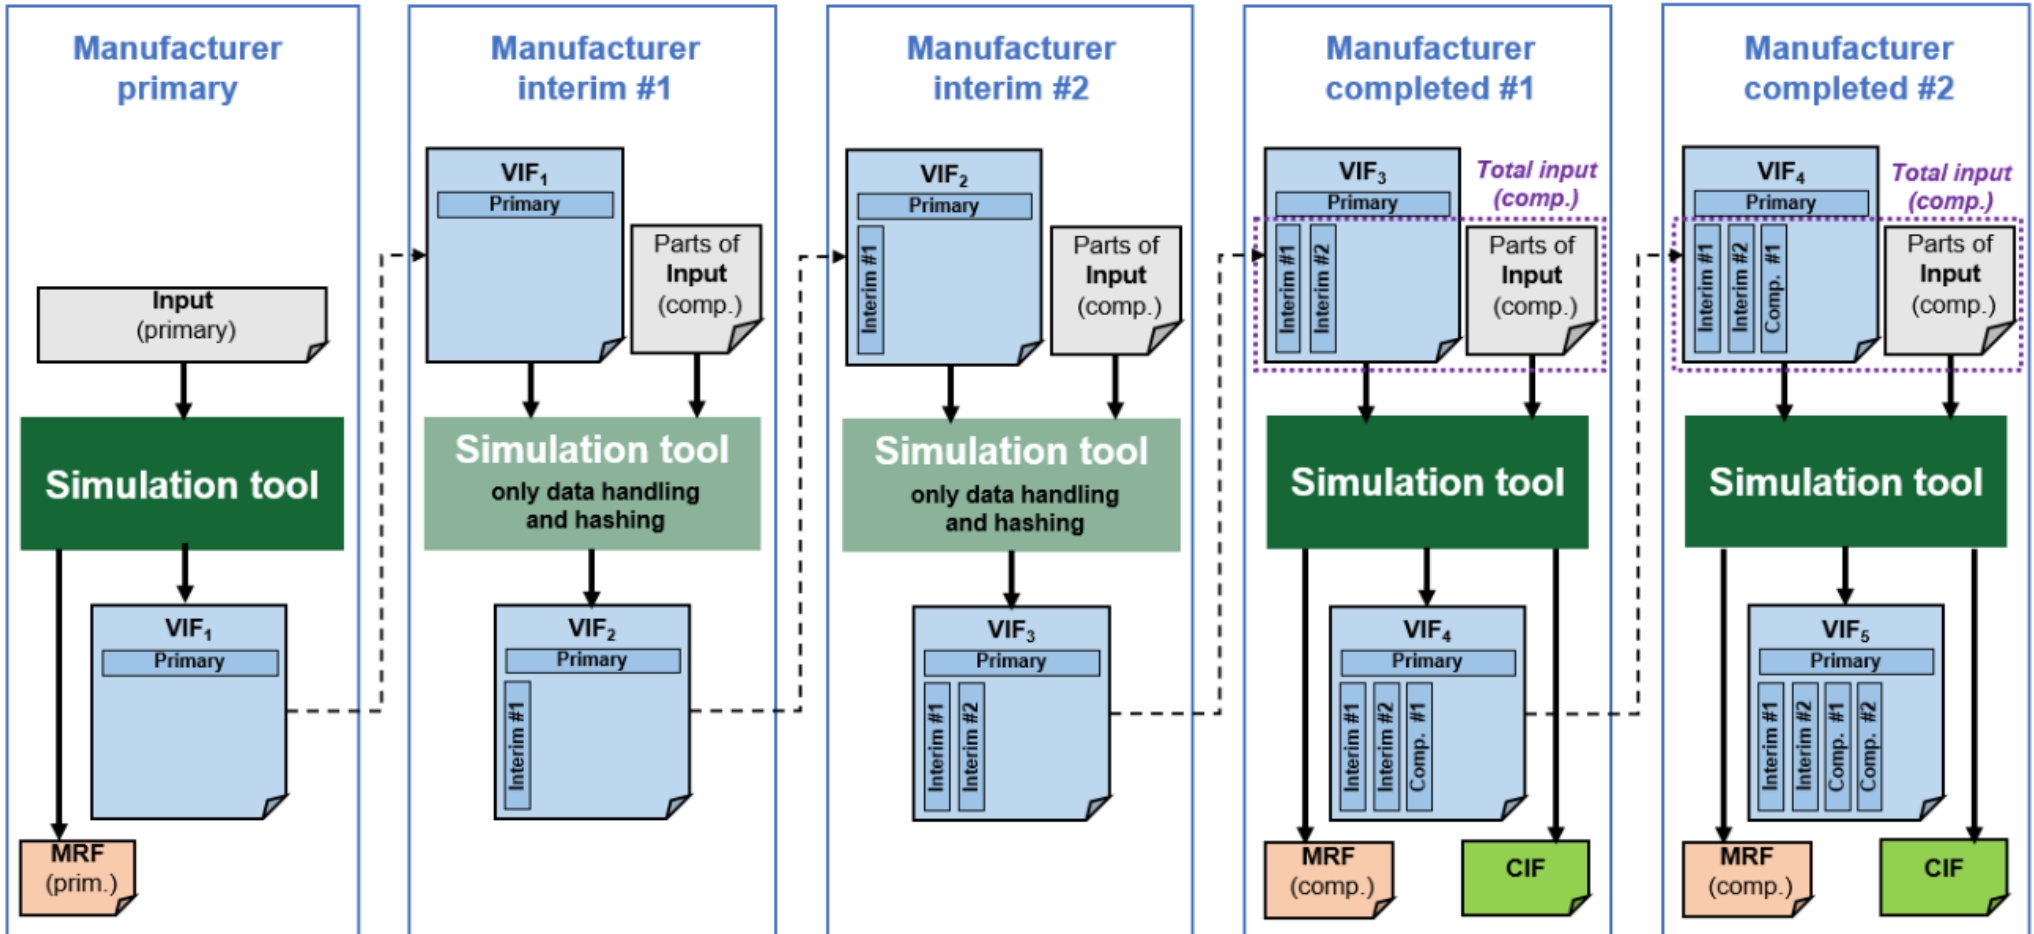 Manufacturer
primary
Input
(primary)
Simulation tool
VIF₁
Primary
MRF
(prim.)
Manufacturer
interim #1
VIF₁
Primary
Parts of
Input
(comp.)
Simulation tool
only data handling
and hashing
VIF₂
Primary
Interim #1
Manufacturer
interim #2
VIF₂
Primary
Interim #1
Parts of
Input
(comp.)
Simulation tool
only data handling
and hashing
VIF₃
Primary
Interim #1
Interim #2
Manufacturer
completed #1
VIF₃
Primary
Interim #1
Interim #2
Total input
(comp.)
Parts of
Input
(comp.)
Simulation tool
VIF₄
Primary
Interim #1
Interim #2
Comp. #1
MRF
(comp.)
CIF
Manufacturer
completed #2
VIF₄
Primary
Interim #1
Interim #2
Comp. #1
Total input
(comp.)
Parts of
Input
(comp.)
Simulation tool
VIF₅
Primary
Interim #1
Interim #2
Comp. #1
Comp. #2
MRF
(comp.)
CIF